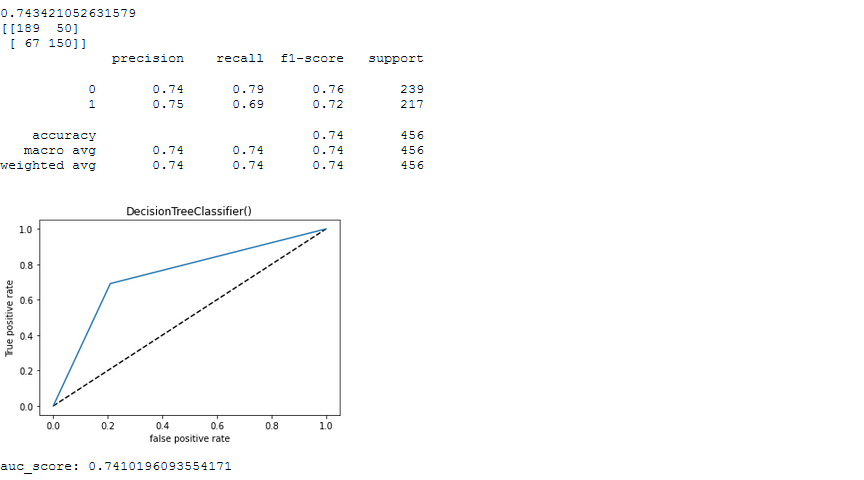 0.743421052631579
[[189  50]
 [ 67 150]]
              precision    recall  f1-score   support

           0       0.74      0.79      0.76       239
           1       0.75      0.69      0.72       217

    accuracy                           0.74       456
   macro avg       0.74      0.74      0.74       456
weighted avg       0.74      0.74      0.74       456

DecisionTreeClassifier()
1.0
0.8
0.6
0.4
0.2
0.0
True positive rate
0.0 0.2 0.4 0.6 0.8 1.0
false positive rate
auc_score: 0.7410196093554171